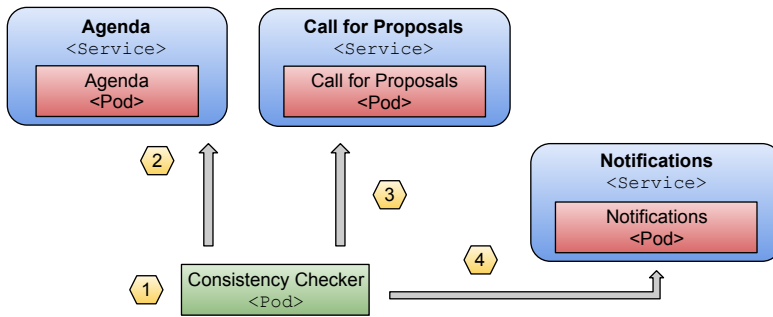 Agenda
<Service>
Agenda
<Pod>
Call for Proposals
<Service>
Call for Proposals
<Pod>
2
3
Notifications
<Service>
Notifications
<Pod>
4
1
Consistency Checker
<Pod>